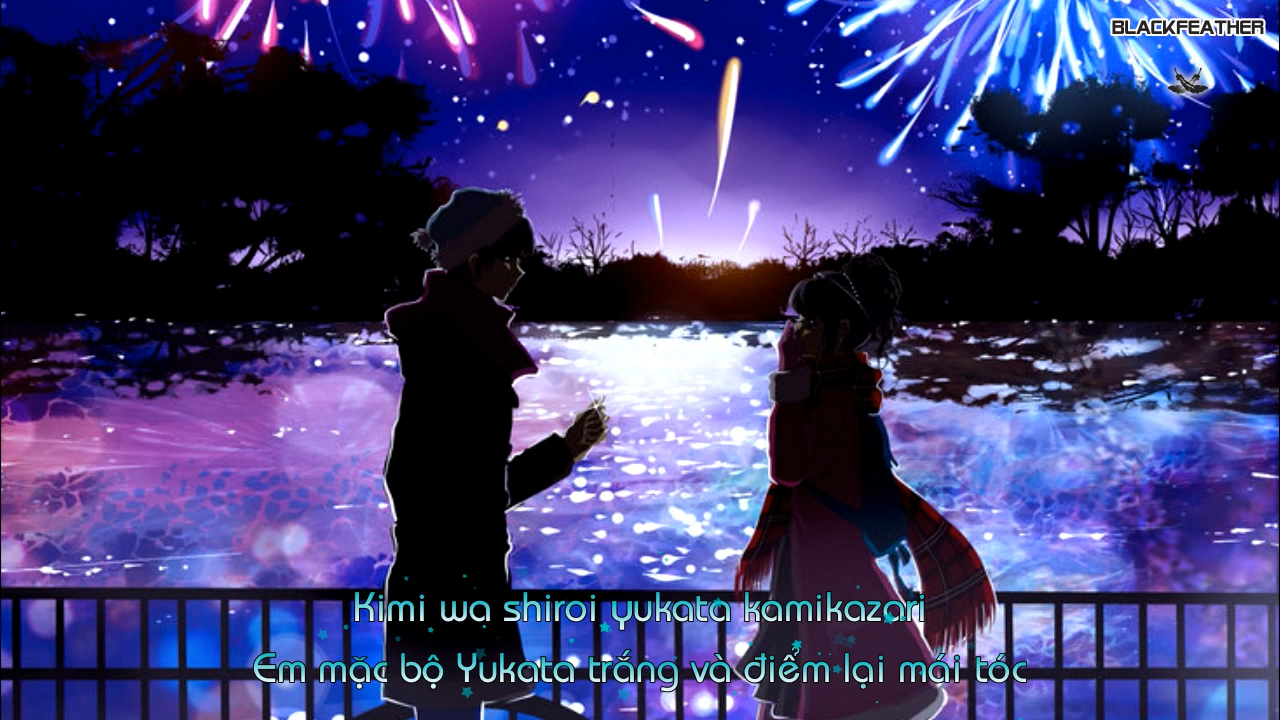 BLACKFEATHER
Kimi wa shiroi yukata kamikazari
Em mặc bộ Yukata trắng và điểm lại mái tóc